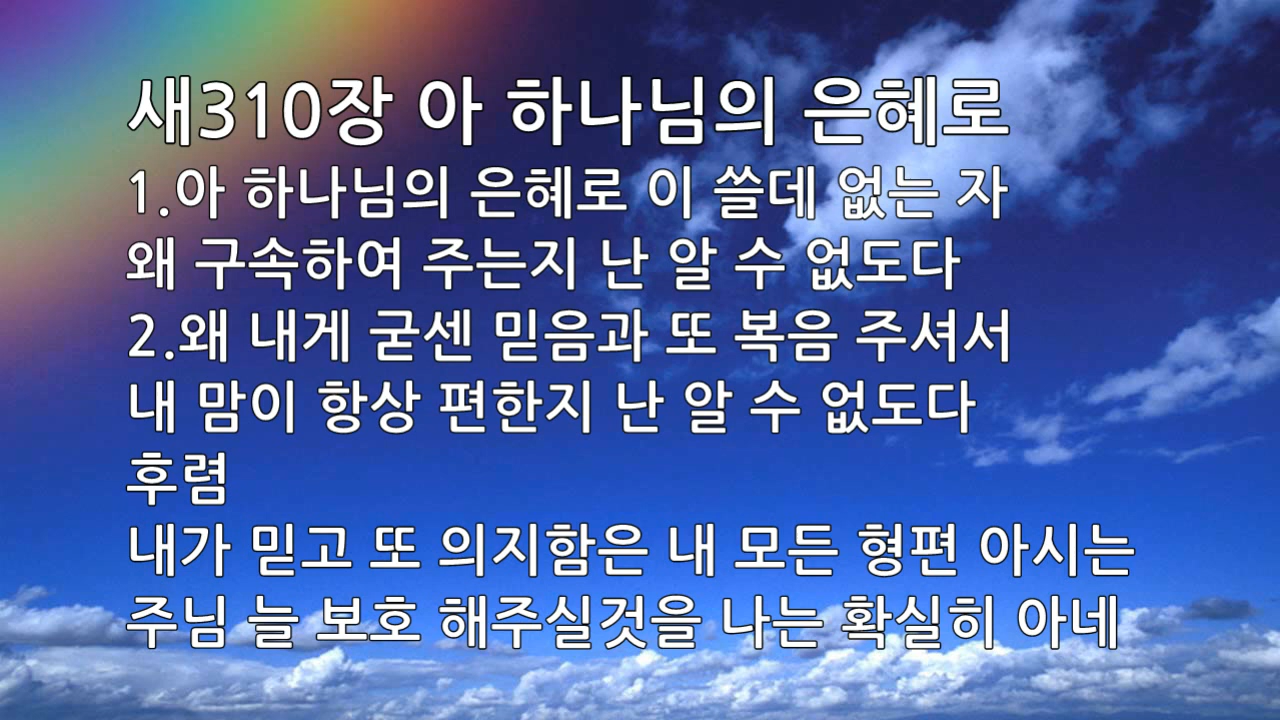 새310장 아 하나님의 은혜로
1.아 하나님의 은혜로 이 쓸데 없는 자
왜 구속하여 주는지 난 알 수 없도다
2.왜 내게 굳센 믿음과 또 복음 주셔서
내 맘이 항상 편한지 난 알 수 없도다
후렴
내가 믿고 또 의지함은 내 모든 형편 아시는
주님 늘 보호 해주실것을 나는 확실히 아네